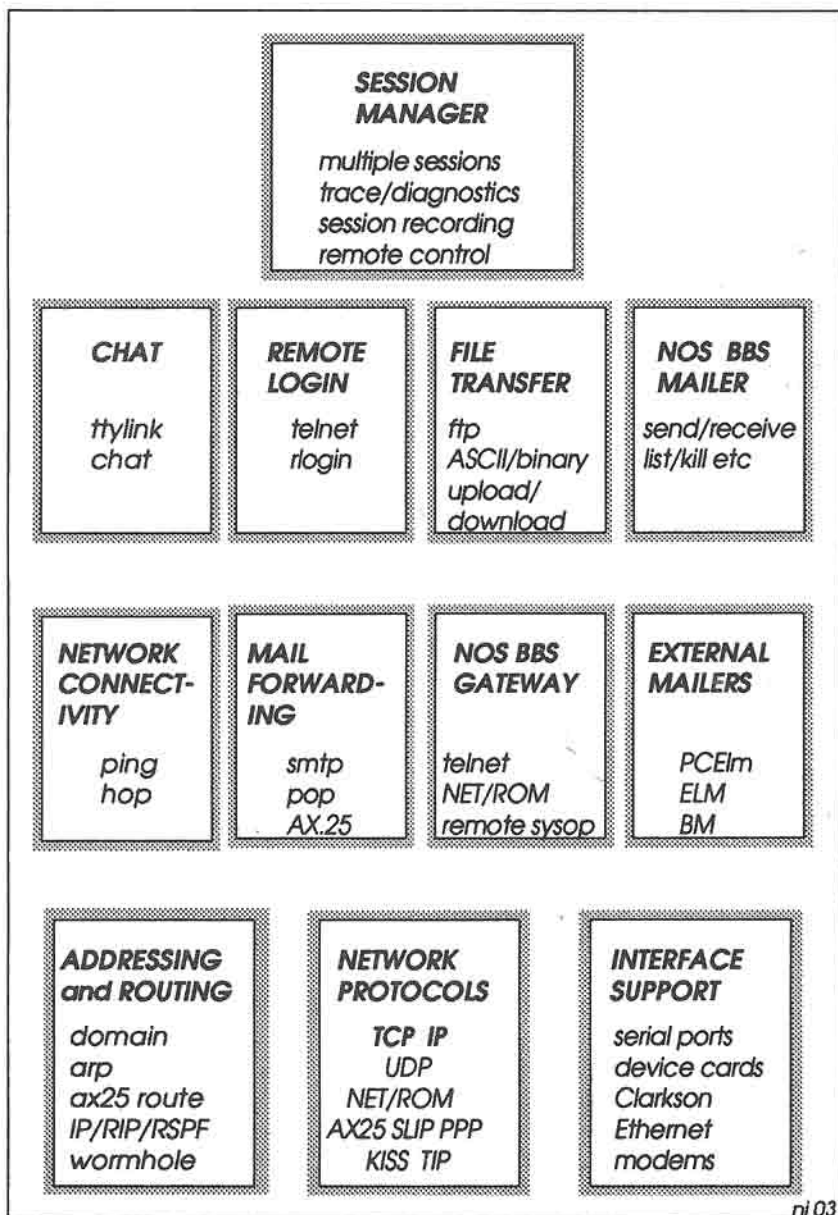 SESSION
MANAGER
multiple sessions
trace/diagnostics
session recording
remote control
CHAT
ttylink
chat
REMOTE
LOGIN
telnet
rlogin
FILE
TRANSFER
ftp
ASCII/binary
upload/
download
NOS BBS
MAILER
send/receive
list/kill etc
NETWORK
CONNECT-
IVITY
ping
hop
MAIL
FORWARD-
ING
smtp
pop
AX.25
NOS BBS
GATEWAY
telnet
NET/ROM
remote sysop
EXTERNAL
MAILERS
PCElm
ELM
BM
ADDRESSING
and ROUTING
domain
arp
ax25 route
IP/RIP/RSPF
wormhole
NETWORK
PROTOCOLS
TCP IP
UDP
NET/ROM
AX25 SLIP PPP
KISS TIP
INTERFACE
SUPPORT
serial ports
device cards
Clarkson
Ethernet
modems
ni 03